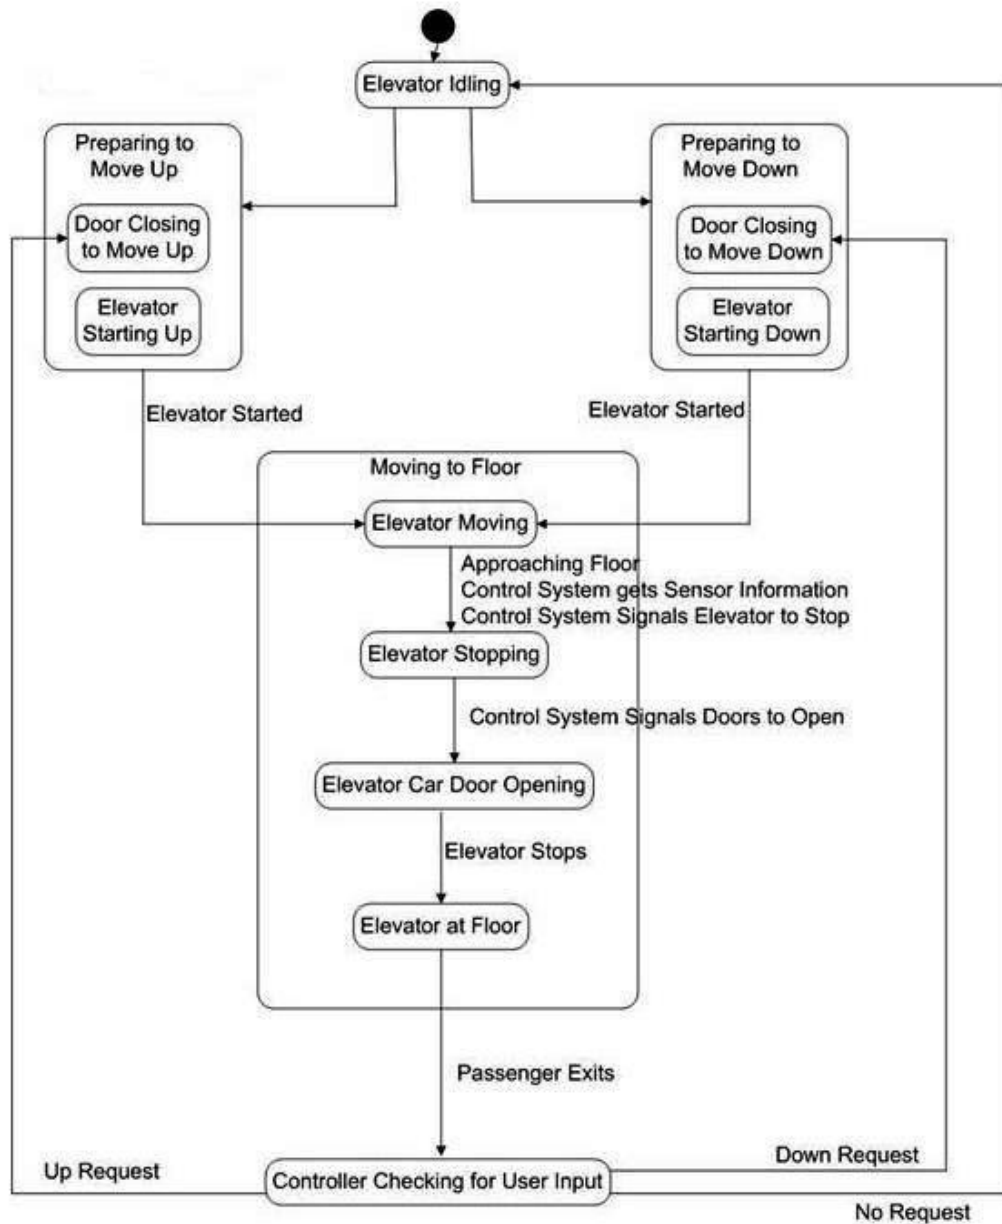 Elevator Idling
Preparing to
Move Up
Door Closing
to Move Up
Elevator
Starting Up
Preparing to
Move Down
Door Closing
to Move Down
Elevator
Starting Down
Elevator Started
Elevator Started
Moving to Floor
Elevator Moving
Approaching Floor
Control System gets Sensor Information
Control System Signals Elevator to Stop
Elevator Stopping
Control System Signals Doors to Open
Elevator Car Door Opening
Elevator Stops
Elevator at Floor
Passenger Exits
Up Request
Controller Checking for User Input
Down Request
No Request